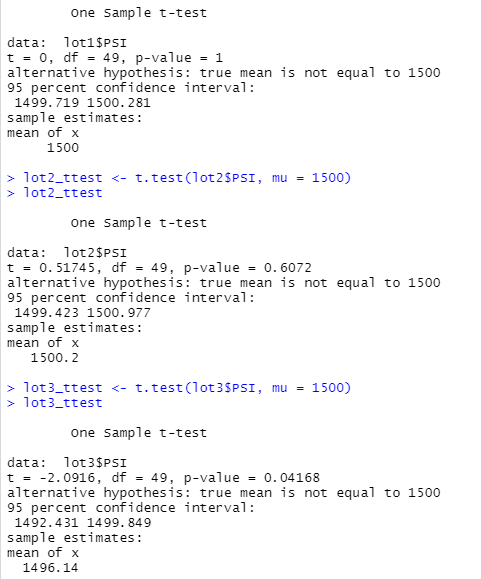 One Sample t-test
data: lot1$PSI
t = 0, df = 49, p-value = 1
alternative hypothesis: true mean is not equal to 1500
95 percent confidence interval:
1499.719 1500.281
sample estimates:
mean of x
1500
> lot2_ttest <- t.test(lot2$PSI, mu = 1500)
> lot2_ttest
One Sample t-test
data: lot2$PSI
t = 0.51745, df = 49, p-value = 0.6072
alternative hypothesis: true mean is not equal to 1500
95 percent confidence interval:
1499.423 1500.977
sample estimates:
mean of x
1500.2
> lot3_ttest <- t.test(lot3$PSI, mu = 1500)
> lot3_ttest
One Sample t-test
data: lot3$PSI
t = -2.0916, df = 49, p-value = 0.04168
alternative hypothesis: true mean is not equal to 1500
95 percent confidence interval:
1492.431 1499.849
sample estimates:
mean of x
1496.14